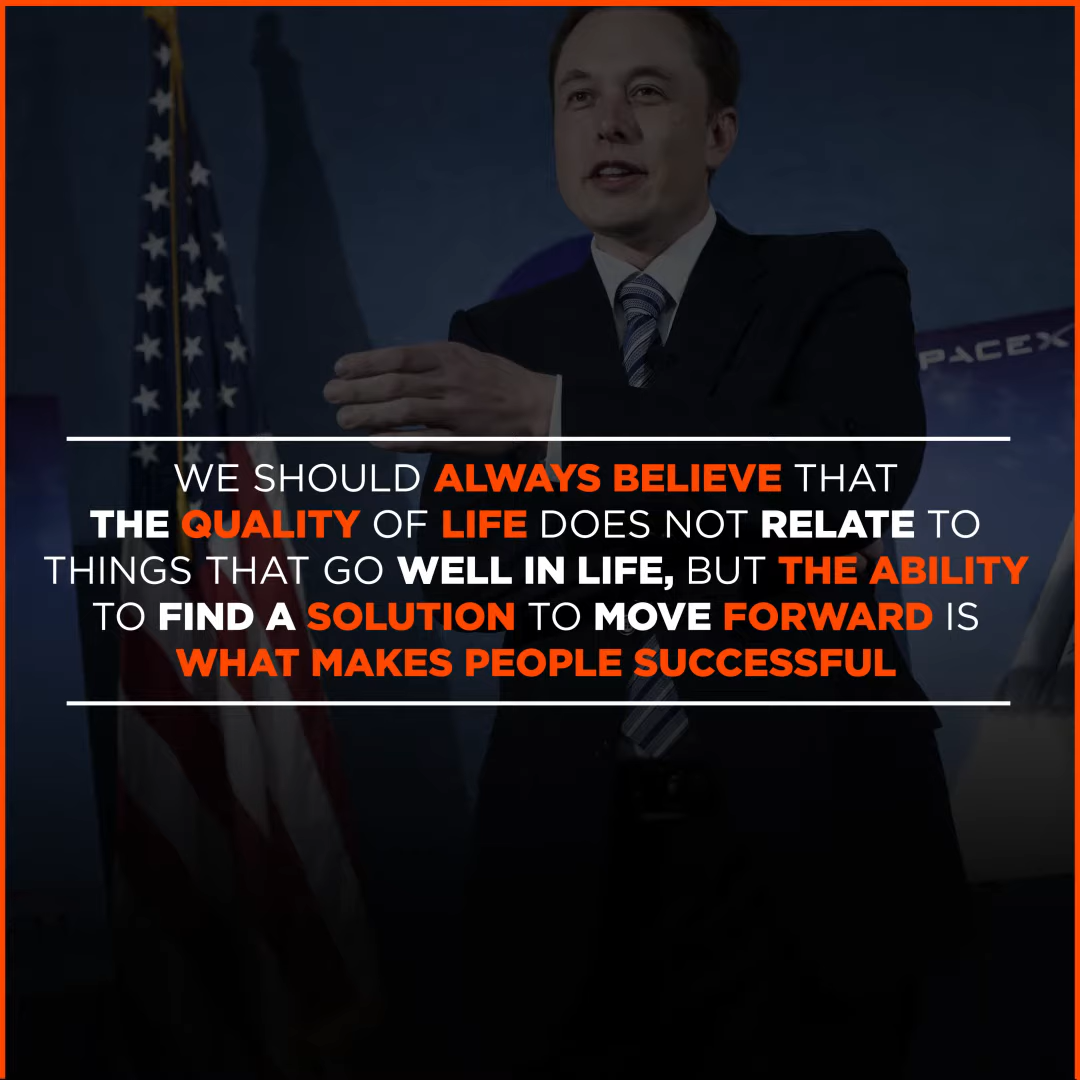 PACEX
WE SHOULD ALWAYS BELIEVE THAT
THE QUALITY OF LIFE DOES NOT RELATE TO
THINGS THAT GO WELL IN LIFE, BUT THE ABILITY
TO FIND A SOLUTION TO MOVE FORWARD IS
WHAT MAKES PEOPLE SUCCESSFUL